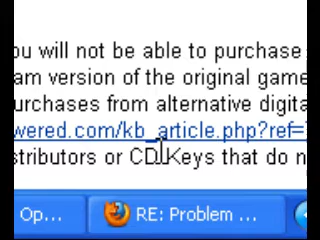 ou will not be able to purchase
am version of the original game
urchases from alternative digita
wered.com/kb_article.php?ref=
stributors or CD Keys that do n
Op...
RE: Problem ...